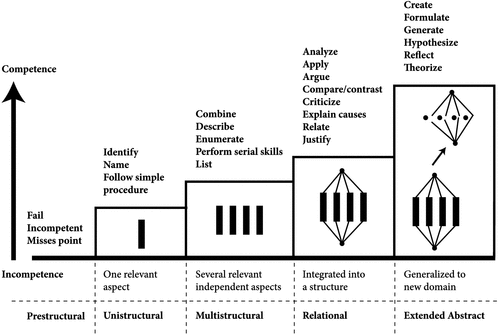 Create
Formulate
Generate
Hypothesize
Reflect
Theorize
Analyze
Apply
Argue
Compare/contrast
Criticize
Explain causes
Relate
Justify
Competence
Combine
Describe
Enumerate
Perform serial skills
List
Identify
Name
Follow simple
procedure
Fail
Incompetent
Misses point
Incompetence
One relevant
aspect
Several relevant
independent aspects
Integrated into
a structure
Generalized to
new domain
Prestructural
Unistructural
Multistructural
Relational
Extended Abstract